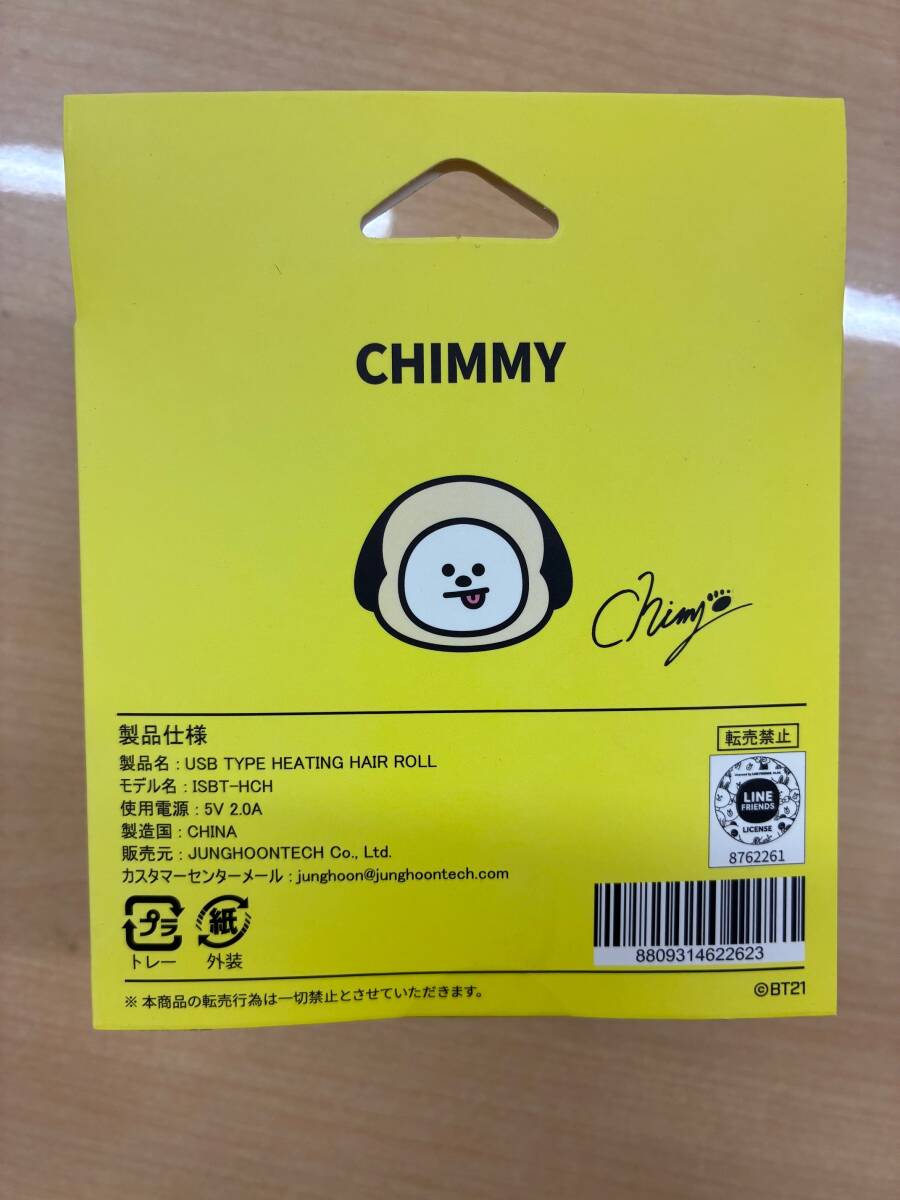 CHIMMY
Chimmy
製品仕様
製品名 : USB TYPE HEATING HAIR ROLL
モデル名 : ISBT-HCH
使用電源 : 5V 2.0A
製造国 : CHINA
販売元 : JUNGHOONTECH Co., Ltd.
カスタマーセンターメール : junghoon@junghoontech.com
転売禁止
LINE
FRIENDS
LICENSE
8762261
プラ
トレー
紙
外装
8809314622623
※ 本商品の転売行為は一切禁止とさせていただきます。
©BT21